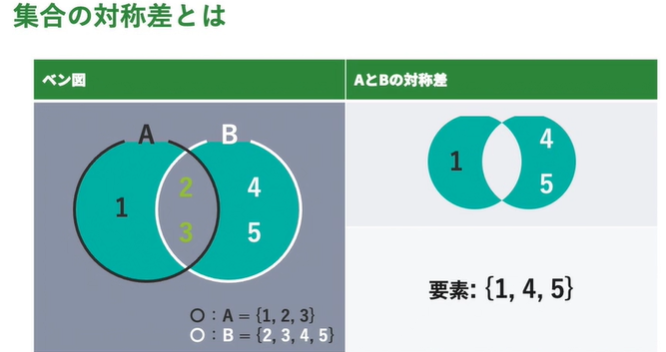 集合の対称差とは
ベン図
AとBの対称差
A
B
1
2
3
4
5
○：A = {1, 2, 3}
○：B = {2, 3, 4, 5}
1
4
5
要素: {1, 4, 5}